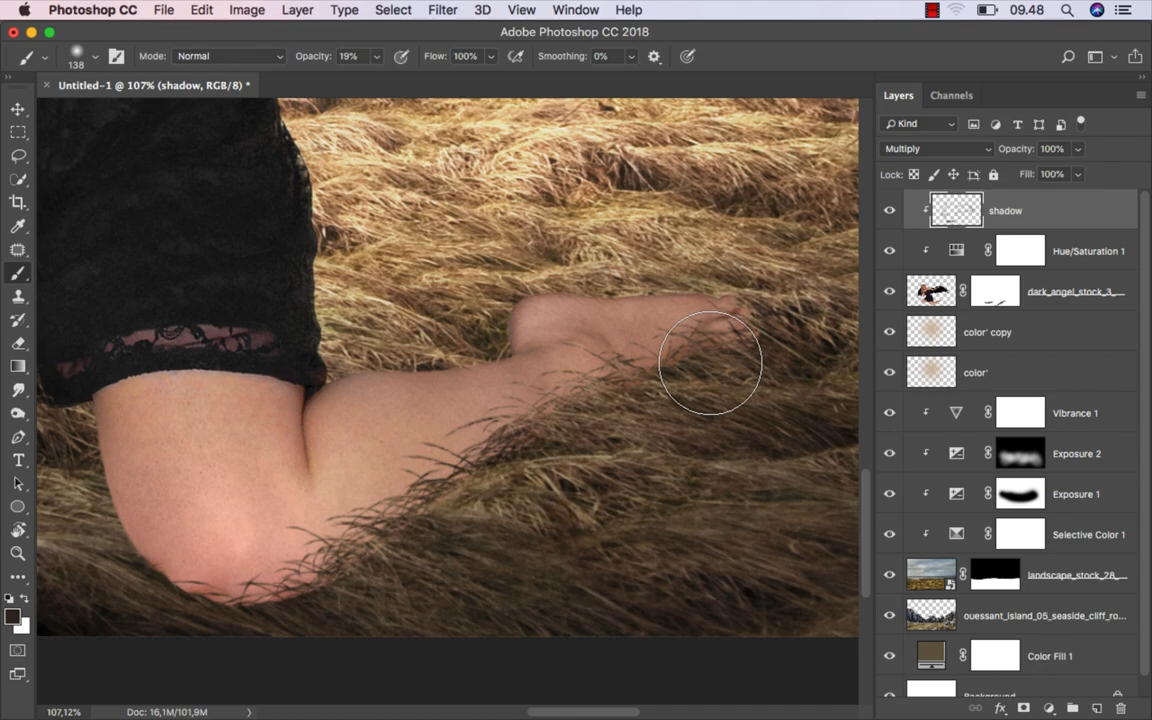 Photoshop CC File Edit Image Layer Type Select Filter 3D View Window Help 09.48
Adobe Photoshop CC 2018
138 Mode: Normal Opacity: 19% Flow: 100% Smoothing: 0%
Untitled-1 @ 107% (shadow, RGB/8) *
Layers Channels
Kind
Multiply Opacity: 100%
Lock: Fill: 100%
shadow
Hue/Saturation 1
dark_angel_stock_3_...
color' copy
color'
Vibrance 1
Exposure 2
Exposure 1
Selective Color 1
landscape_stock_28_...
ouessant_island_05_seaside_cliff_ro...
Color Fill 1
Background
107,12% Doc: 16,1M/101,9M